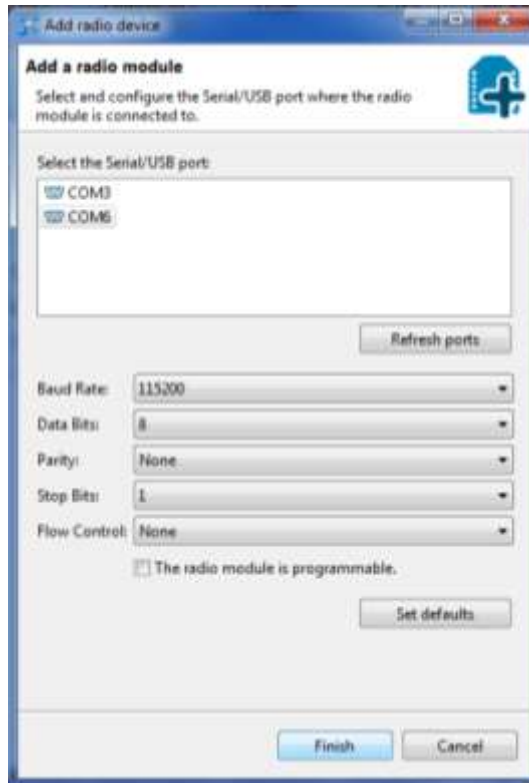 Add radio device
Add a radio module
Select and configure the Serial/USB port where the radio
module is connected to.
Select the Serial/USB port:
COM3
COM6
Refresh ports
Baud Rate: 115200
Data Bits: 8
Parity: None
Stop Bits: 1
Flow Control: None
The radio module is programmable.
Set defaults
Finish Cancel